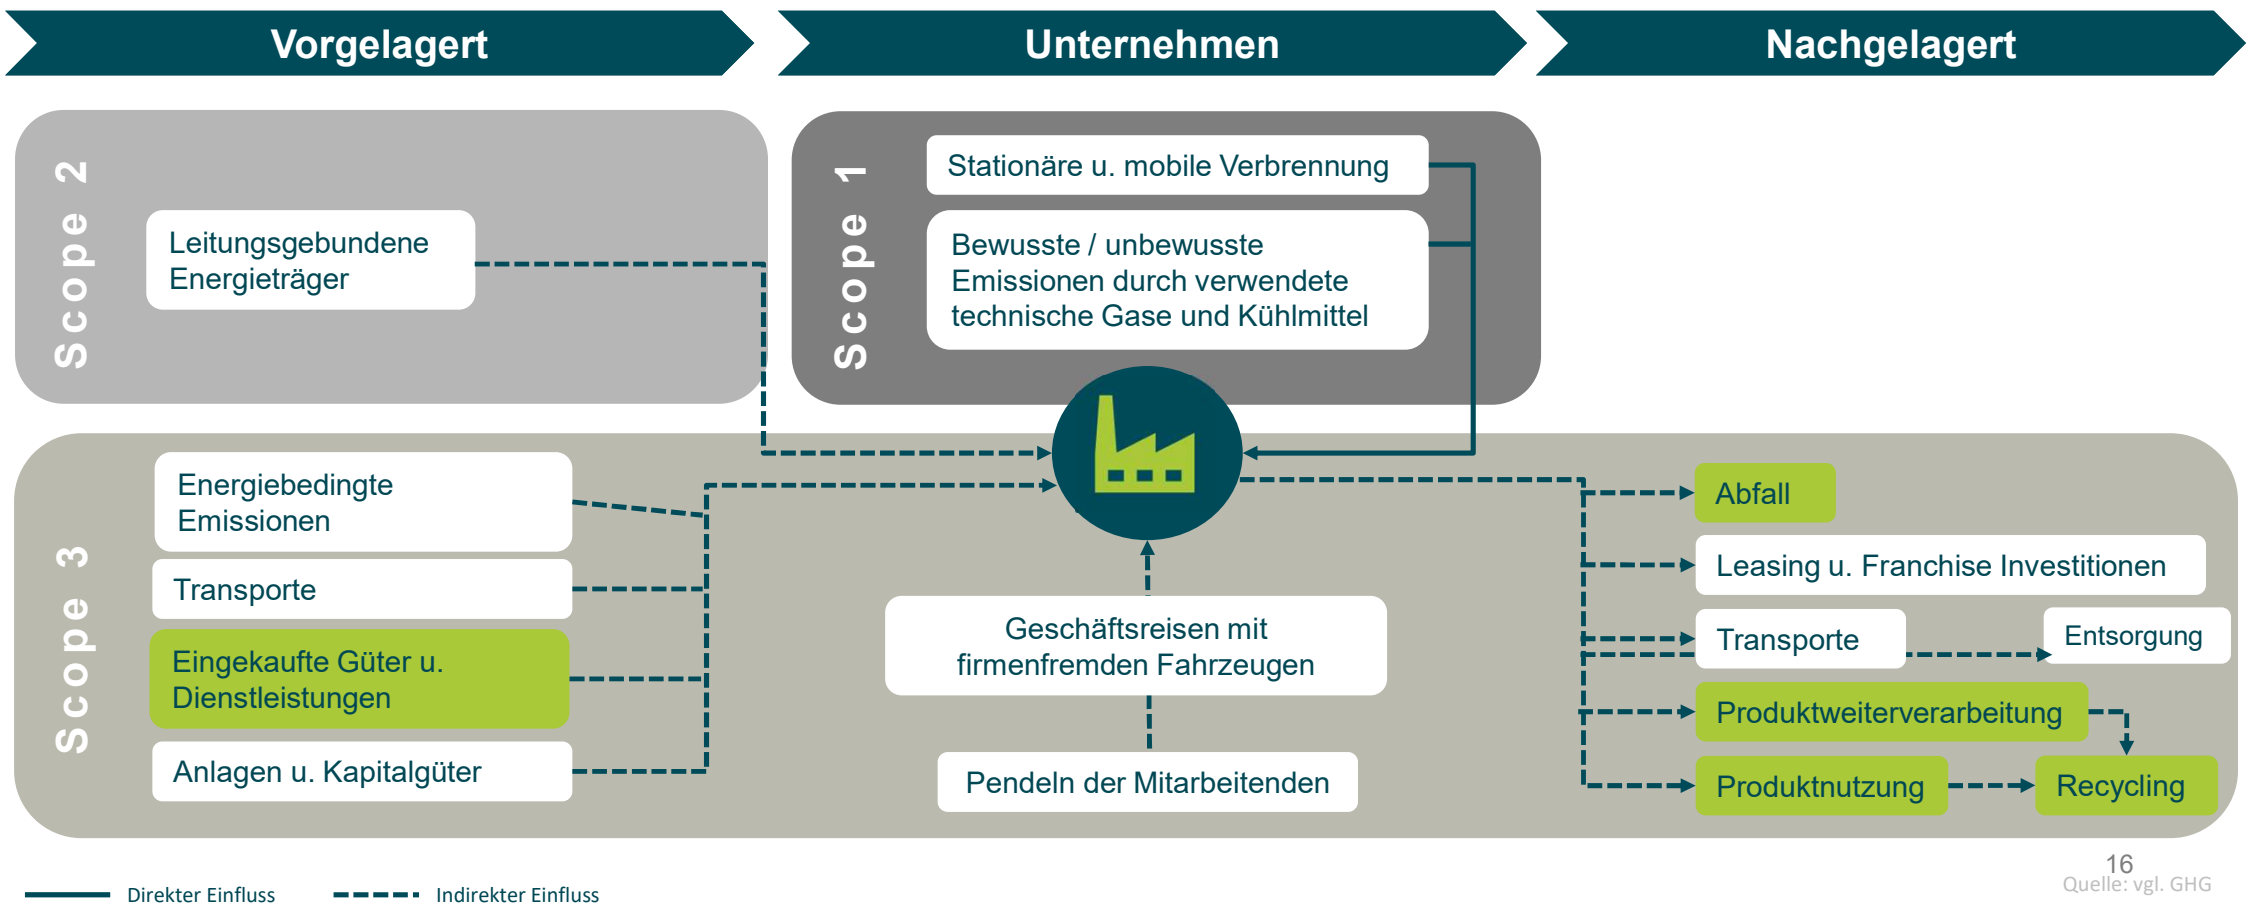 Vorgelagert
Unternehmen
Nachgelagert
Scope 2
Leitungsgebundene
Energieträger
Scope 1
Stationäre u. mobile Verbrennung
Bewusste / unbewusste
Emissionen durch verwendete
technische Gase und Kühlmittel
Scope 3
Energiebedingte
Emissionen
Transporte
Eingekaufte Güter u.
Dienstleistungen
Anlagen u. Kapitalgüter
Geschäftsreisen mit
firmenfremden Fahrzeugen
Pendeln der Mitarbeitenden
Abfall
Leasing u. Franchise Investitionen
Transporte
Entsorgung
Produktweiterverarbeitung
Produktnutzung
Recycling
Direkter Einfluss
Indirekter Einfluss
16
Quelle: vgl. GHG